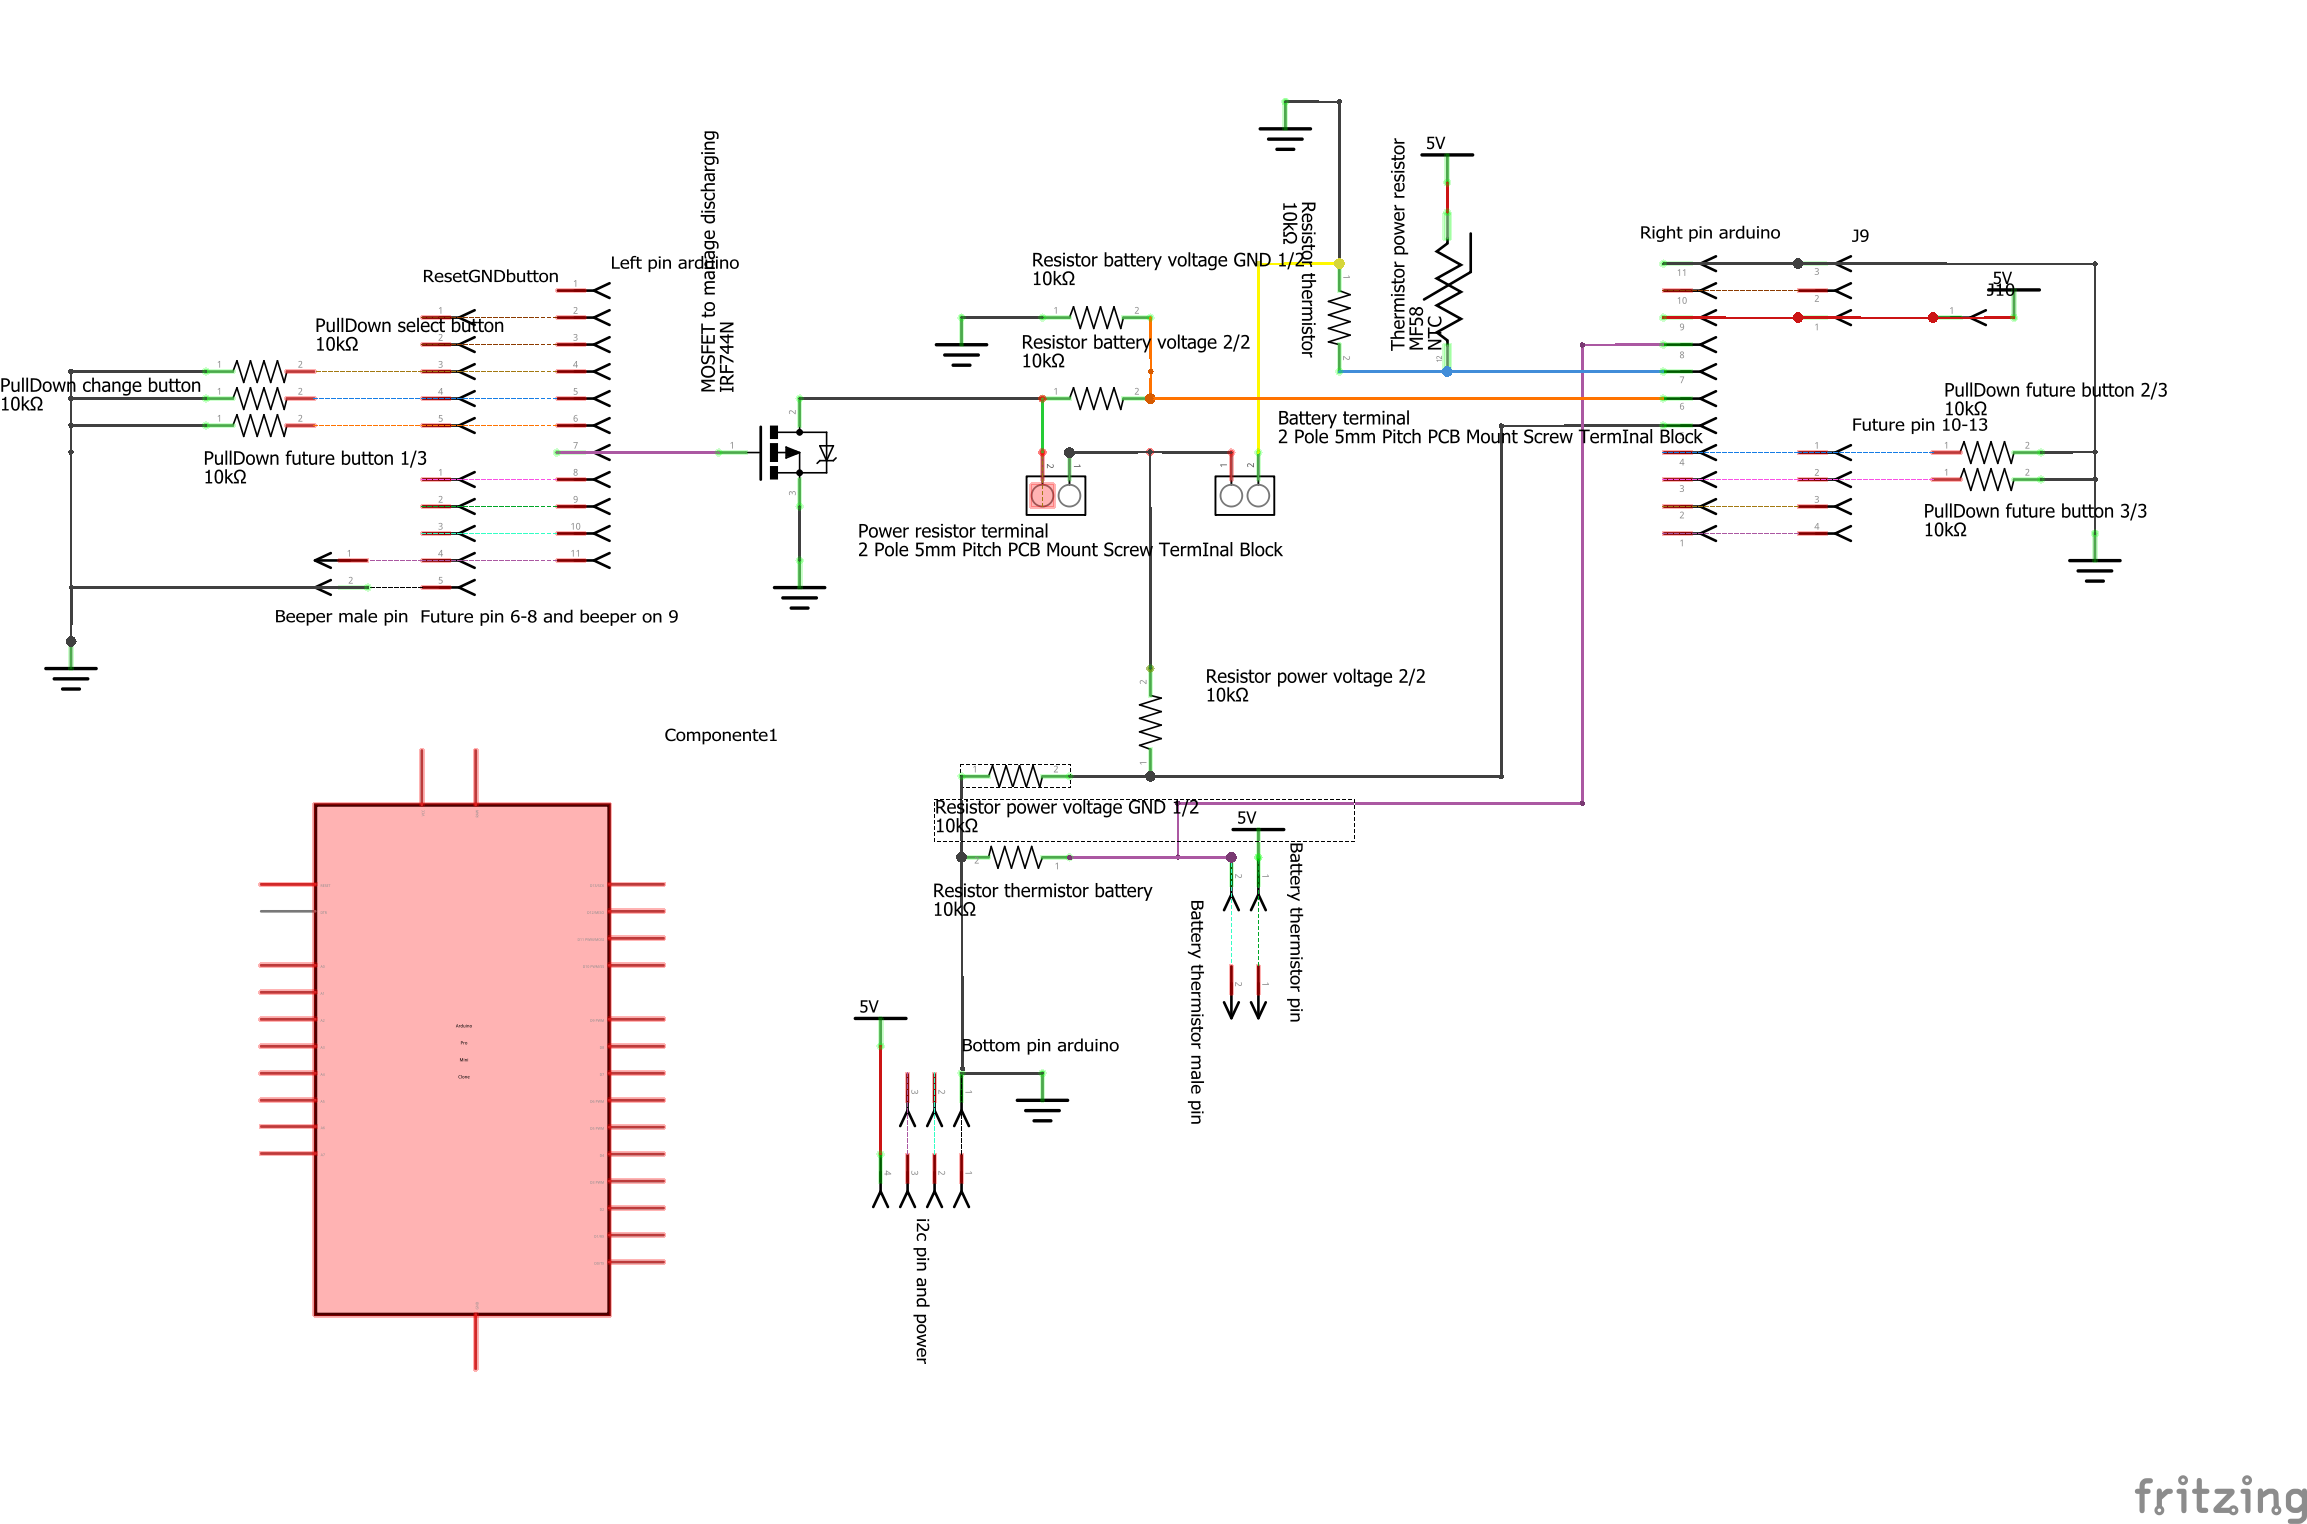 5V
MOSFET to manage discharging
IRF744N
Thermistor power resistor
MF58
NTC
Resistor thermistor
10kΩ
Right pin arduino
J9
Left pin arduino
ResetGNDbutton
Resistor battery voltage GND 1/2
10kΩ
5V
J10
PullDown select button
10kΩ
Resistor battery voltage 2/2
10kΩ
PullDown change button
10kΩ
PullDown future button 2/3
10kΩ
Battery terminal
2 Pole 5mm Pitch PCB Mount Screw TermInal Block
Future pin 10-13
PullDown future button 1/3
10kΩ
PullDown future button 3/3
10kΩ
Power resistor terminal
2 Pole 5mm Pitch PCB Mount Screw TermInal Block
Beeper male pin
Future pin 6-8 and beeper on 9
Resistor power voltage 2/2
10kΩ
Componente1
Resistor power voltage GND 1/2
10kΩ
5V
Battery thermistor pin
Resistor thermistor battery
10kΩ
Battery thermistor male pin
5V
Bottom pin arduino
Arduino
Pro
Mini
Clone
i2c pin and power
fritzing